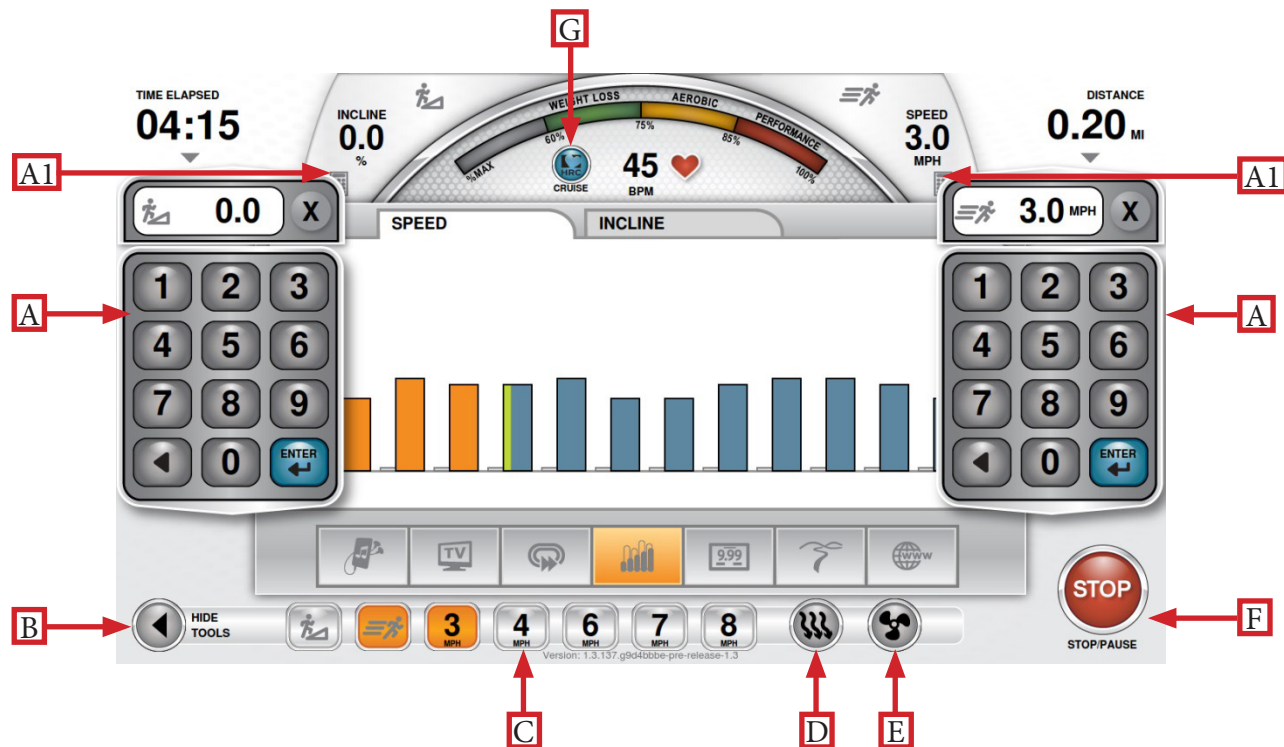 G
TIME ELAPSED
04:15
INCLINE
0.0
%
WEIGHT LOSS
AEROBIC
PERFORMANCE
%MAX
60%
75%
85%
100%
HRC
CRUISE
45
BPM
SPEED
3.0
MPH
DISTANCE
0.20 MI
A1
A1
0.0 X
SPEED
INCLINE
3.0 MPH X
1 2 3
4 5 6
7 8 9
0 ENTER
A
1 2 3
4 5 6
7 8 9
0 ENTER
A
TV
9.99
WWW
B
HIDE
TOOLS
3
MPH
4
MPH
6
MPH
7
MPH
8
MPH
STOP
STOP/PAUSE
F
Version: 1.3.137.g9d4bbbe-pre-release-1.3
C
D
E